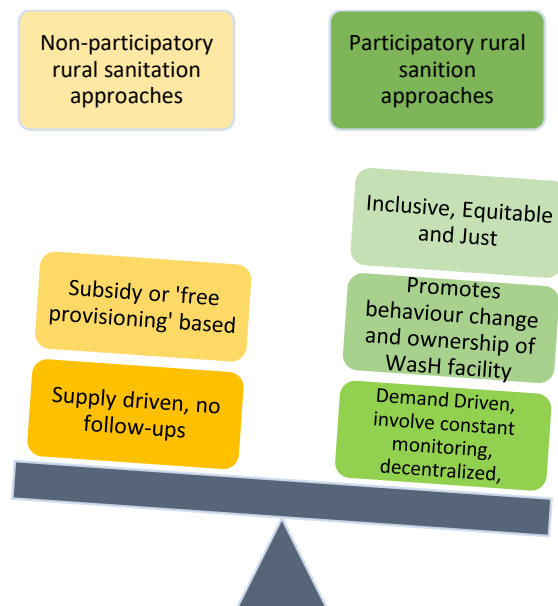 Non-participatory
rural sanitation
approaches
Participatory rural
sanition
approaches
Subsidy or 'free
provisioning' based
Supply driven, no
follow-ups
Inclusive, Equitable
and Just
Promotes
behaviour change
and ownership of
WasH facility
Demand Driven,
involve constant
monitoring,
decentralized,